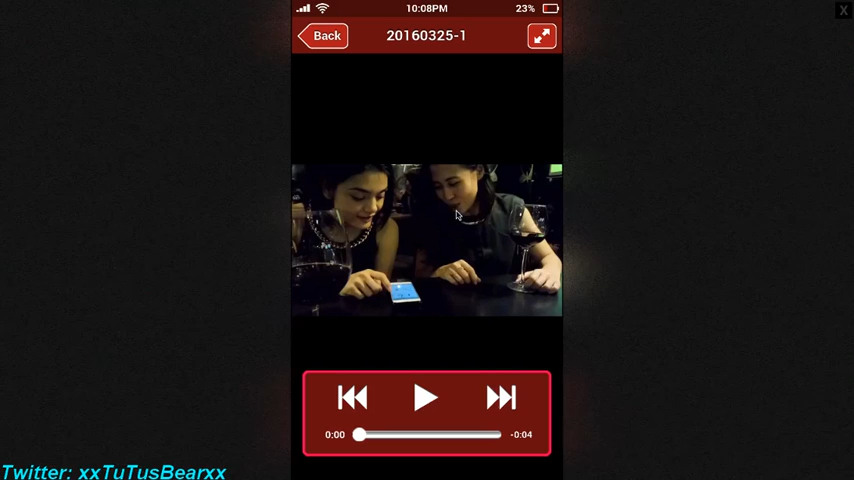 10:08PM
23%
X
Back
20160325-1
0:00
-0:04
Twitter: xxTuTusBearxx